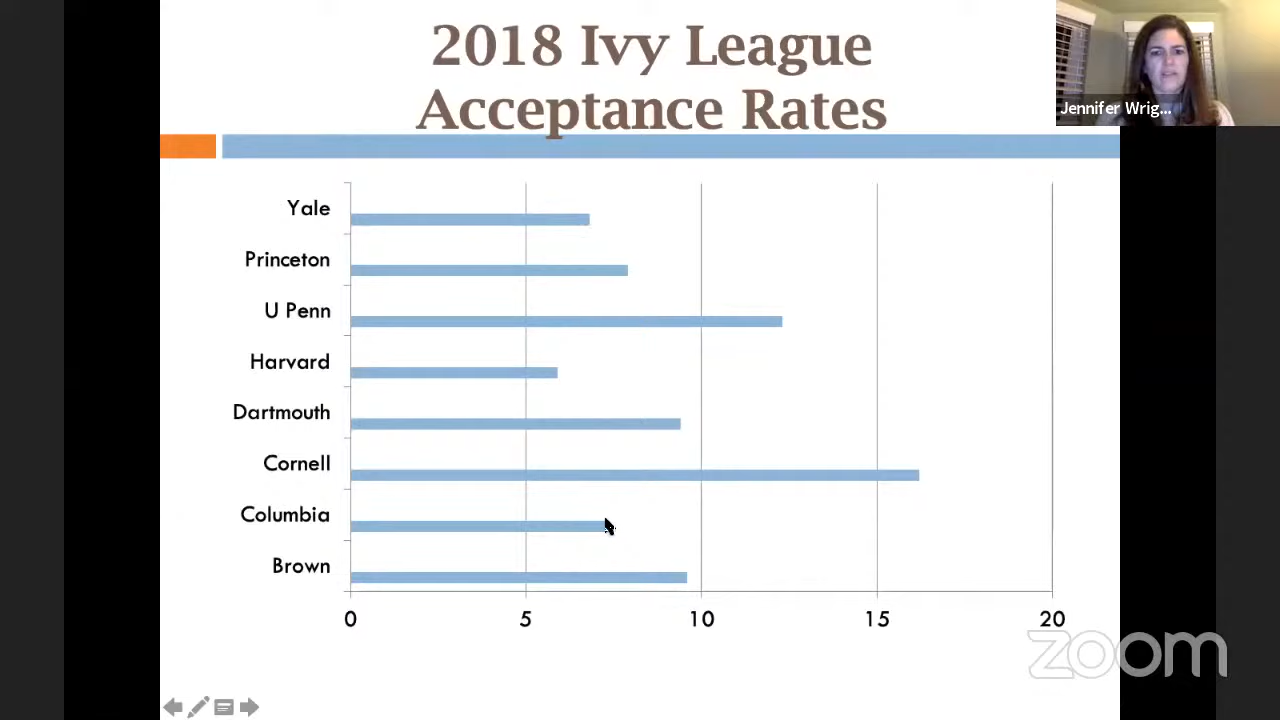 2018 Ivy League
Acceptance Rates
Jennifer Wrig...
Yale
Princeton
U Penn
Harvard
Dartmouth
Cornell
Columbia
Brown
0 5 10 15 20
zoom